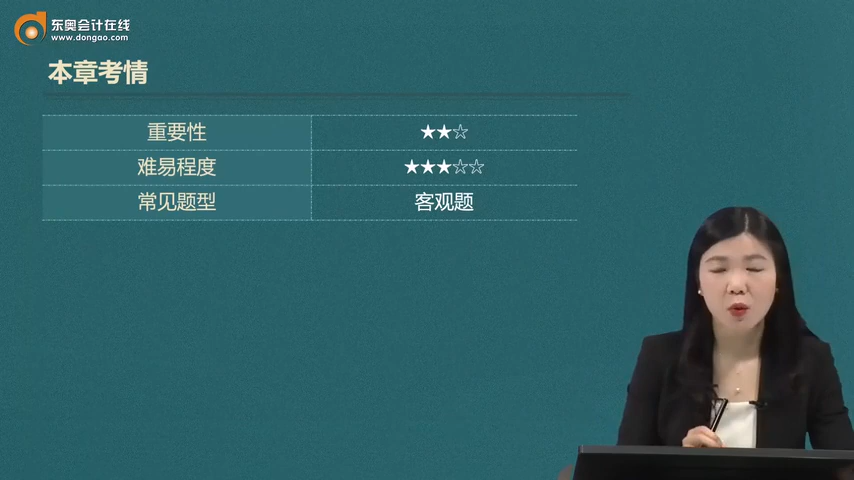 东奥会计在线
www.dongao.com
本章考情
重要性 ★★☆
难易程度 ★★★☆☆
常见题型 客观题